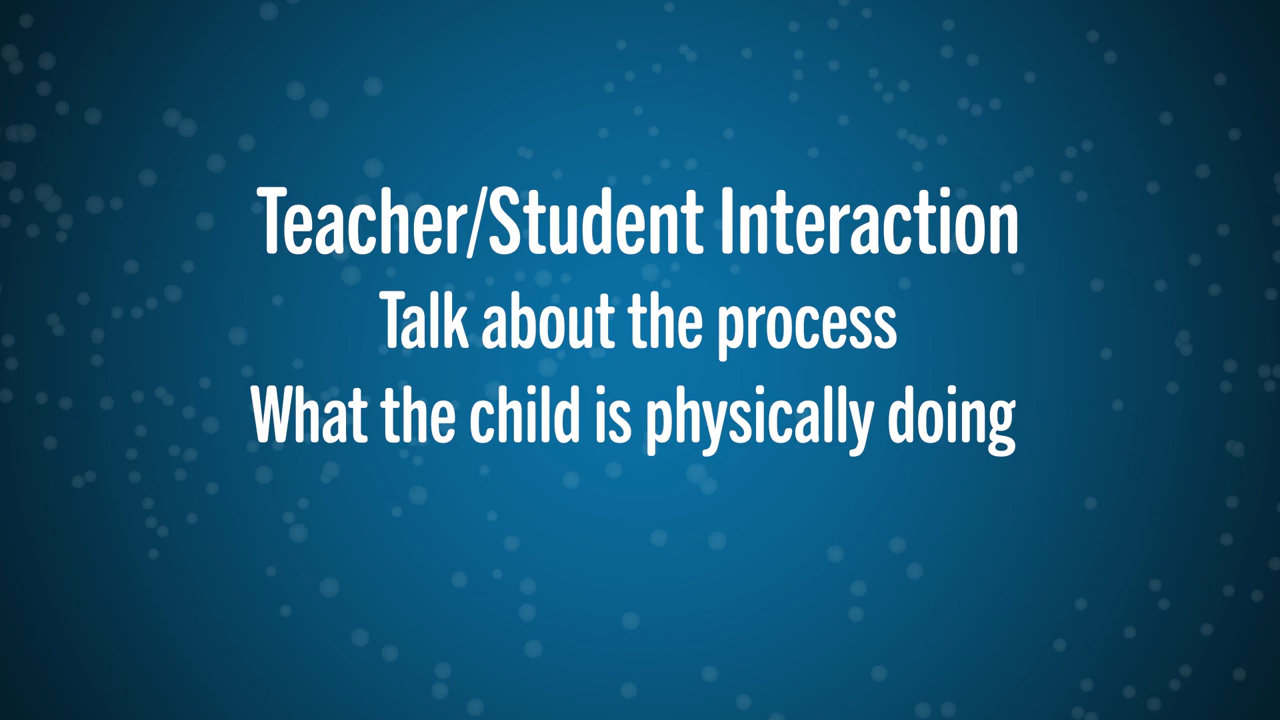 Teacher/Student Interaction
Talk about the process
What the child is physically doing